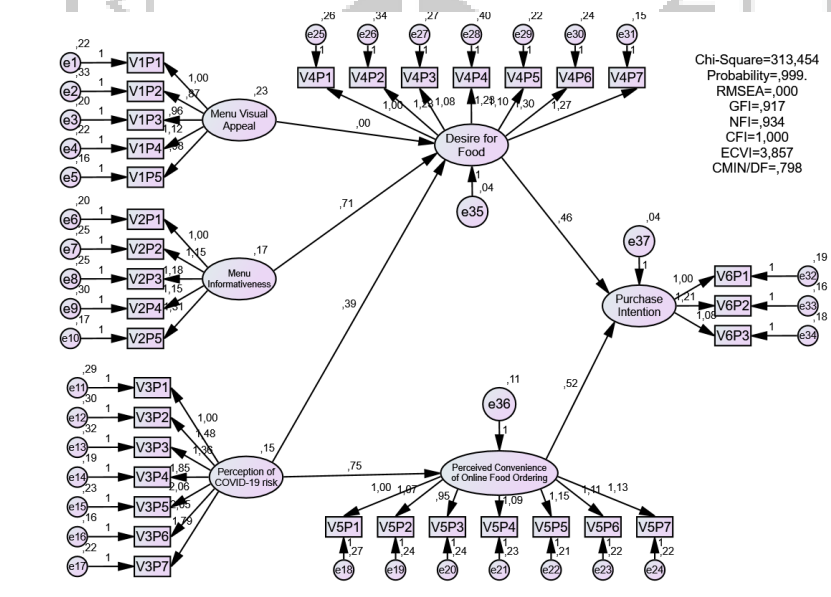 ,26 ,34 ,27 ,40 ,22 ,24 ,15
e25 e26 e27 e28 e29 e30 e31
1 1 1 1 1 1 1
V4P1 V4P2 V4P3 V4P4 V4P5 V4P6 V4P7
1,00 1,08 ,10 1,30 1,27
Chi-Square=313,454
Probability=,999.
RMSEA=,000
GFI=,917
NFI=,934
CFI=1,000
ECVI=3,857
CMIN/DF=,798
,22
e1 1 V1P1
,33
e2 1 V1P2
,20
e3 1 V1P3
,22
e4 1 V1P4
,16
e5 1 V1P5
1,00
,87
,96
1,12
,23
Menu Visual
Appeal
,00
Desire for
Food
1
,04
e35
,20
e6 1 V2P1
,25
e7 1 V2P2
,25
e8 1 V2P3
,30
e9 1 V2P4
,17
e10 1 V2P5
1,00
1,15
1,18
1,15
,17
Menu
Informativeness
,71
,39
,46
,04
e37
1
Purchase
Intention
1,00
1,21
1,08
V6P1 1 e32
,19
V6P2 1 e33
,16
V6P3 1 e34
,18
,52
,29
e11 1 V3P1
,30
e12 1 V3P2
,32
e13 1 V3P3
,19
e14 1 V3P4
,23
e15 1 V3P5
,16
e16 1 V3P6
,22
e17 1 V3P7
1,00
1,48
1,36
1,85
2,06
1,79
,15
Perception of
COVID-19 risk
,75
,11
e36
1
Perceived Convenience
of Online Food Ordering
1,00 1,07 ,95 1,09 1,15 1,11 1,13
V5P1 V5P2 V5P3 V5P4 V5P5 V5P6 V5P7
1 1 1 1 1 1 1
,27 ,24 ,24 ,23 ,21 ,22 ,22
e18 e19 e20 e21 e22 e23 e24